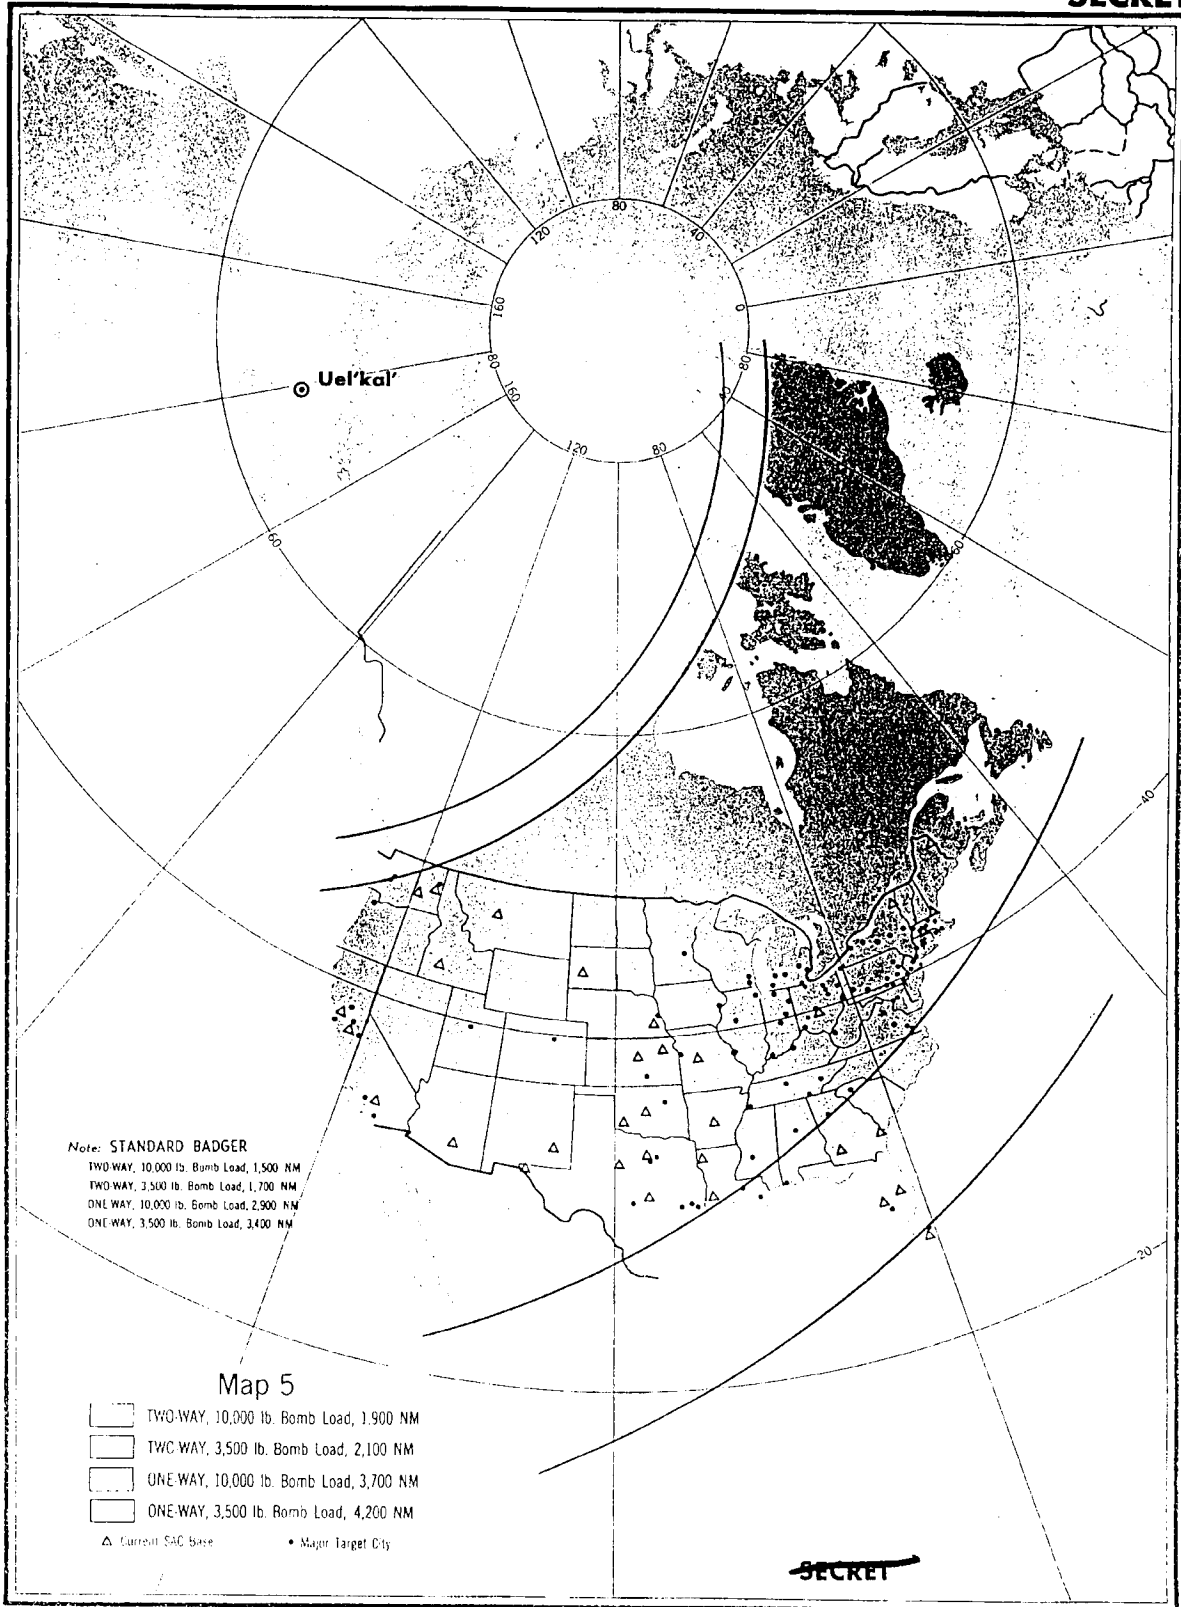 SECRET
80
120
40
160
0
80
160
80
40
120
80
Uel'kal'
60
60
40
20
Note: STANDARD BADGER
TWO-WAY, 10,000 lb. Bomb Load, 1,500 NM
TWO-WAY, 3,500 lb. Bomb Load, 1,700 NM
ONE-WAY, 10,000 lb. Bomb Load, 2,900 NM
ONE-WAY, 3,500 lb. Bomb Load, 3,400 NM
Map 5
TWO-WAY, 10,000 lb. Bomb Load, 1,900 NM
TWO-WAY, 3,500 lb. Bomb Load, 2,100 NM
ONE-WAY, 10,000 lb. Bomb Load, 3,700 NM
ONE-WAY, 3,500 lb. Bomb Load, 4,200 NM
Current SAC Base
Major Target City
SECRET